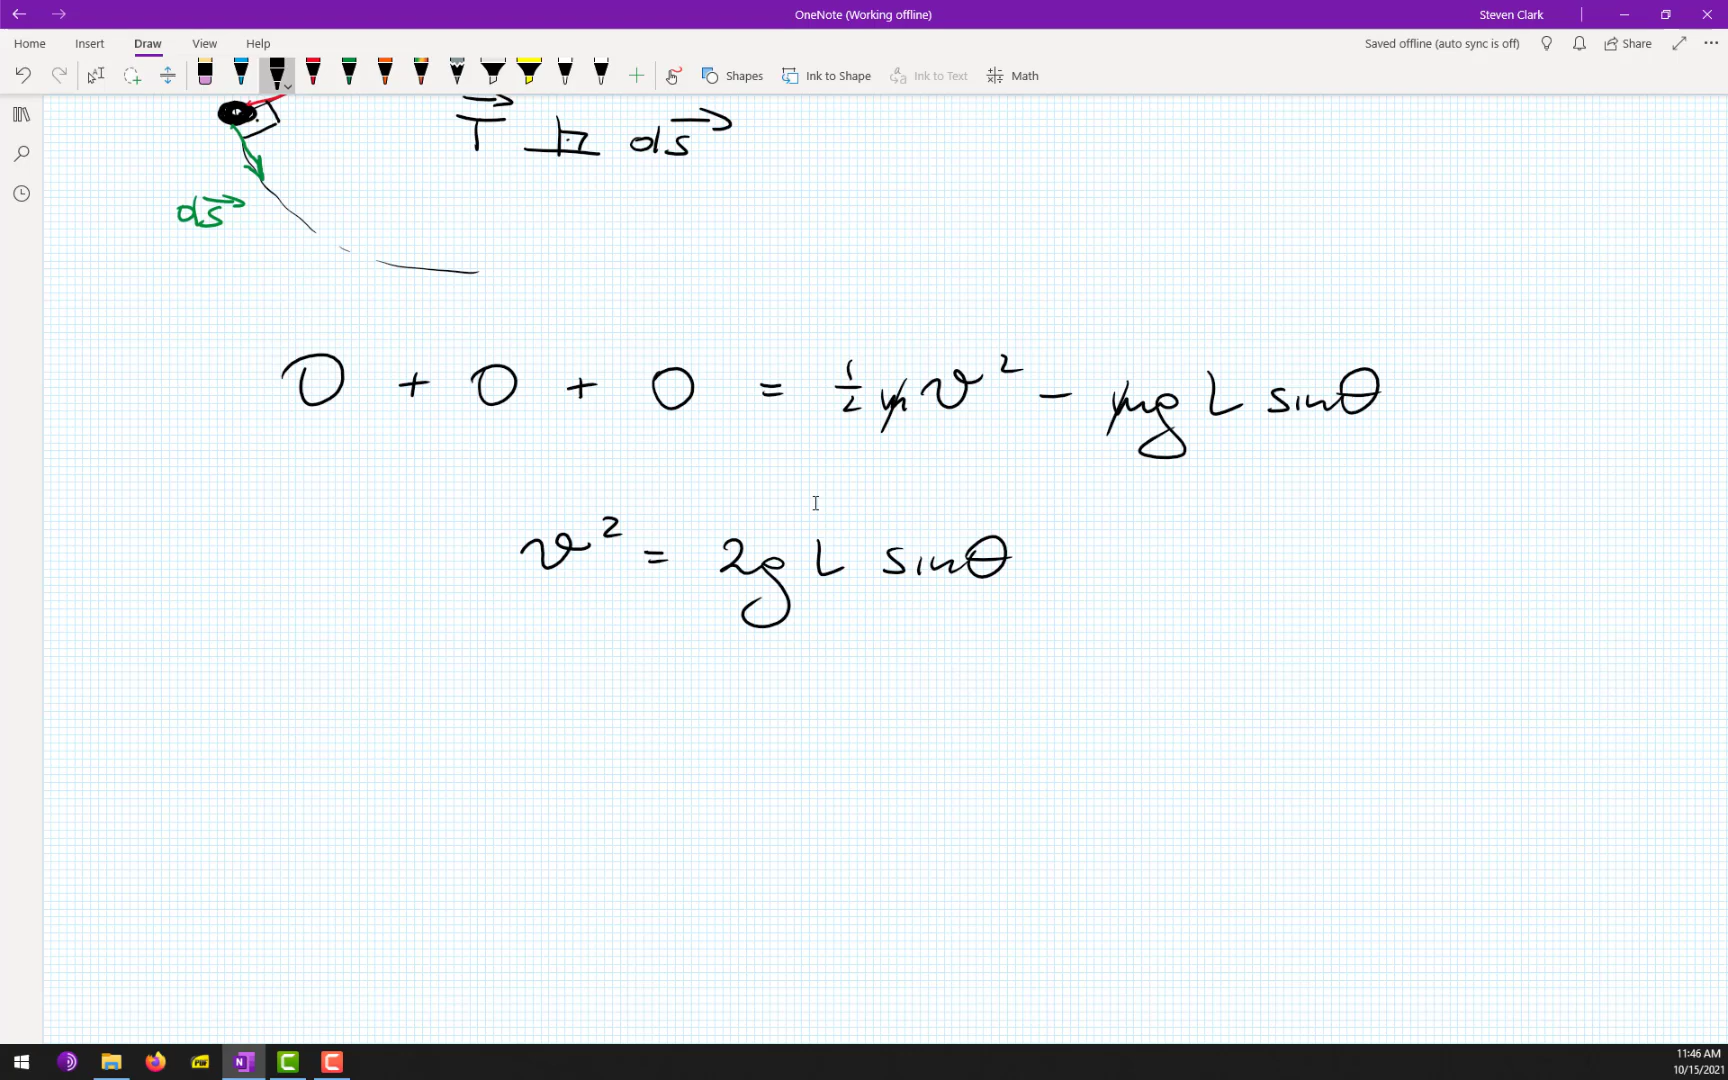 OneNote (Working offline)
Steven Clark
Home Insert Draw View Help
Saved offline (auto sync is off) Share
Shapes Ink to Shape Ink to Text Math
T⃗ ⊥ ds⃗
ds⃗
0 + 0 + 0 = ½ m v² - mg L sinθ
v² = 2g L sinθ
11:46 AM
10/15/2021